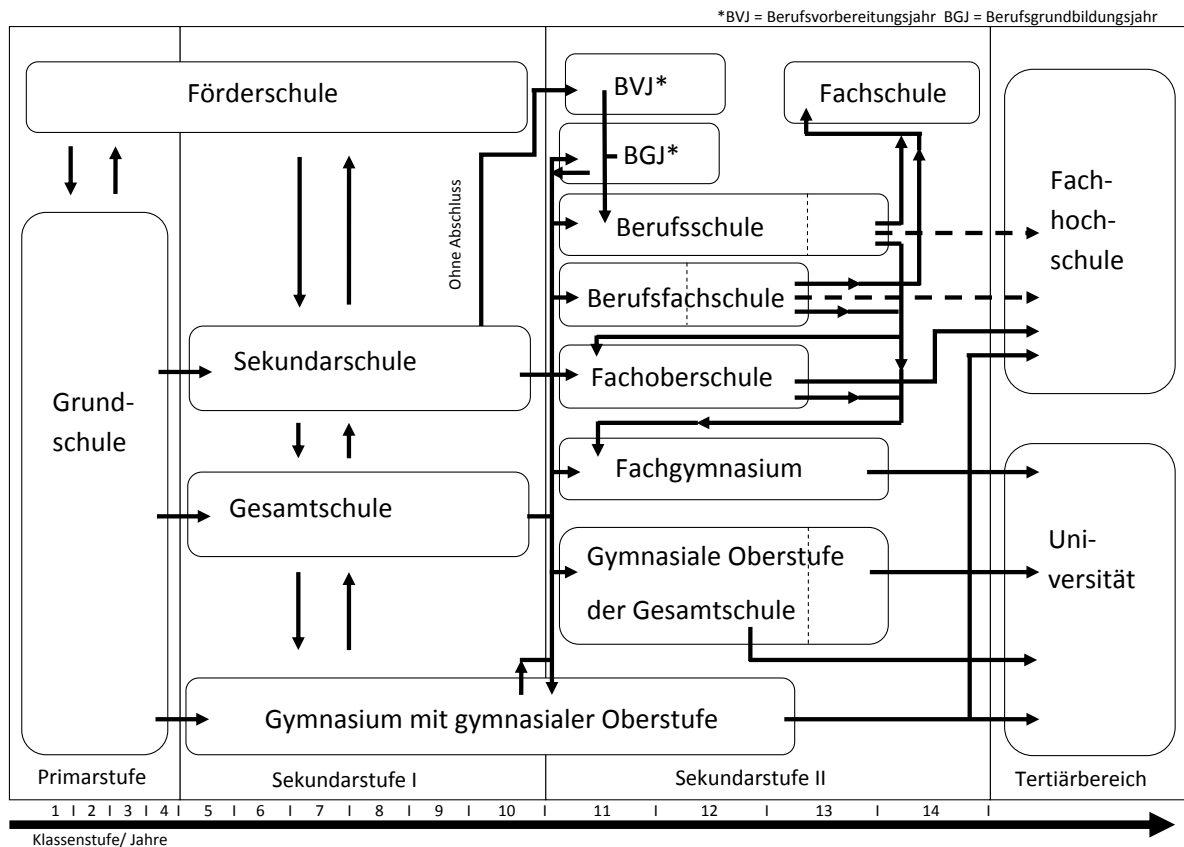 *BVJ = Berufsvorbereitungsjahr BGJ = Berufsgrundbildungsjahr
Förderschule
BVJ*
Fachschule
BGJ*
Ohne Abschluss
Berufsschule
Fach-
hoch-
schule
Berufsfachschule
Sekundarschule
Fachoberschule
Grund-
schule
Gesamtschule
Fachgymnasium
Gymnasiale Oberstufe
der Gesamtschule
Uni-
versität
Gymnasium mit gymnasialer Oberstufe
Primarstufe
Sekundarstufe I
Sekundarstufe II
Tertiärbereich
1 I 2 I 3 I 4 I 5 I 6 I 7 I 8 I 9 I 10 I 11 I 12 I 13 I 14 I
Klassenstufe/ Jahre